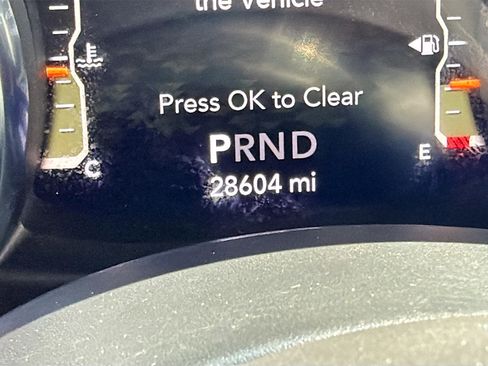 the Vehicle
Press OK to Clear
PRND
C
E
28604 mi